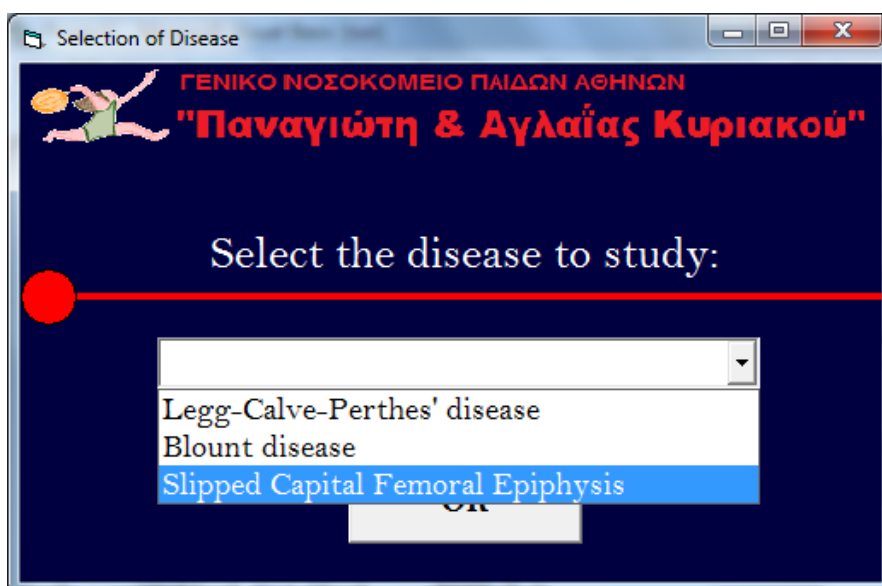 Selection of Disease
ΓΕΝΙΚΟ ΝΟΣΟΚΟΜΕΙΟ ΠΑΙΔΩΝ ΑΘΗΝΩΝ
"Παναγιώτη & Αγλαΐας Κυριακού"
Select the disease to study:
Legg-Calve-Perthes' disease
Blount disease
Slipped Capital Femoral Epiphysis